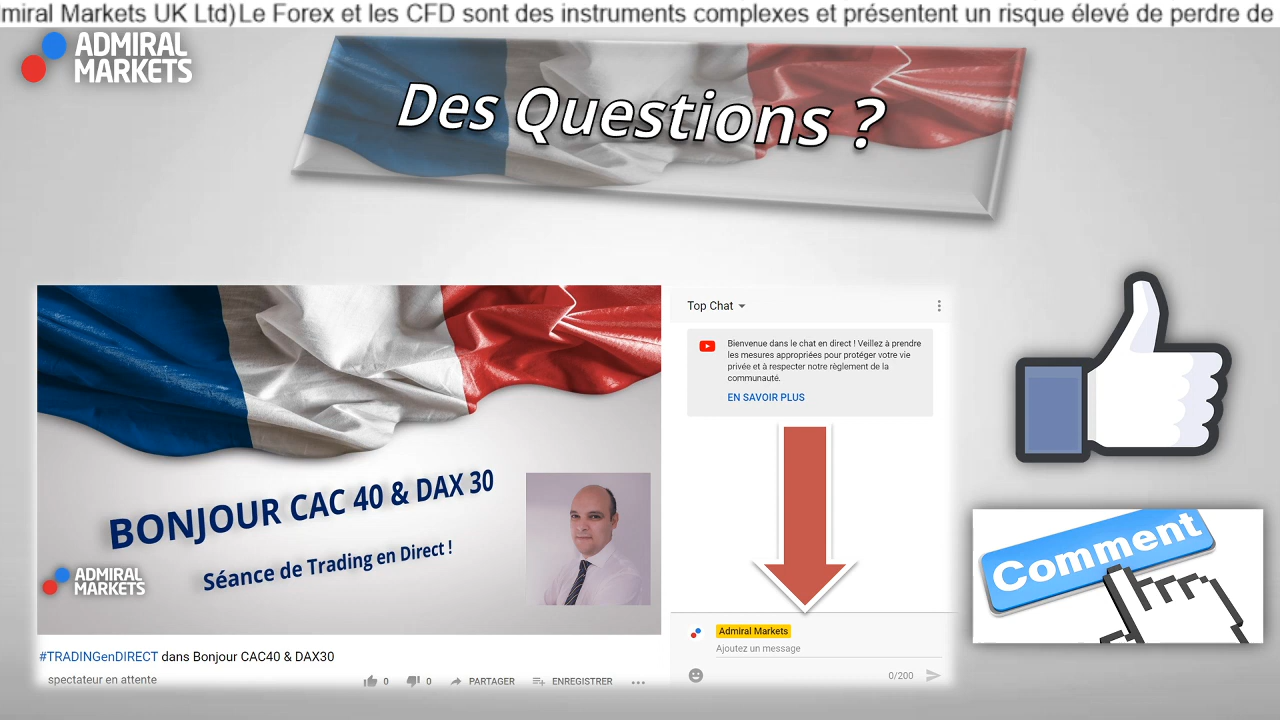 miral Markets UK Ltd)Le Forex et les CFD sont des instruments complexes et présentent un risque élevé de perdre de
ADMIRAL
MARKETS
Des Questions ?
BONJOUR CAC 40 & DAX 30
Séance de Trading en Direct !
ADMIRAL
MARKETS
#TRADINGenDIRECT dans Bonjour CAC40 & DAX30
spectateur en attente
0
0
PARTAGER
ENREGISTRER
Top Chat
Bienvenue dans le chat en direct ! Veillez à prendre
les mesures appropriées pour protéger votre vie
privée et à respecter notre règlement de la
communauté.
EN SAVOIR PLUS
Admiral Markets
Ajoutez un message
0/200
Comment